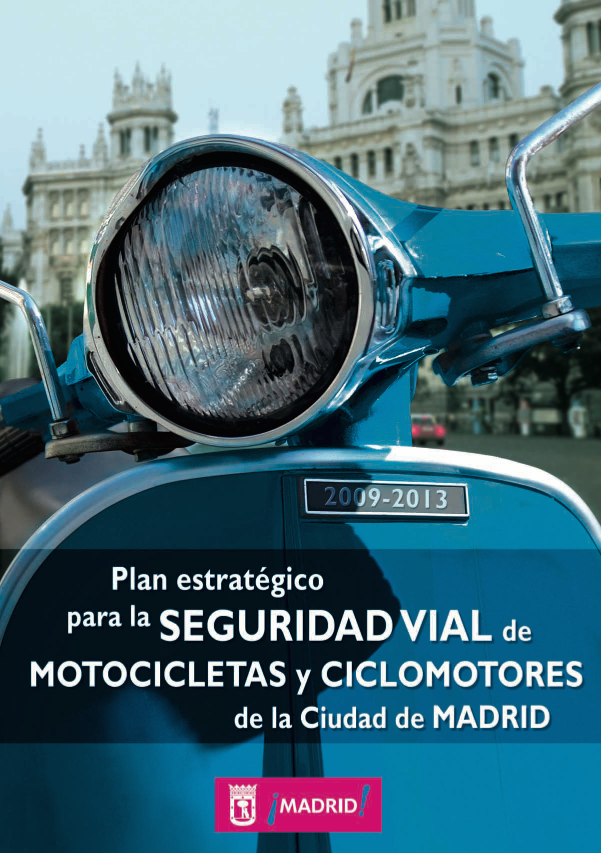 2009-2013
Plan estratégico
para la SEGURIDAD VIAL de
MOTOCICLETAS y CICLOMOTORES
de la Ciudad de MADRID
¡MADRID!